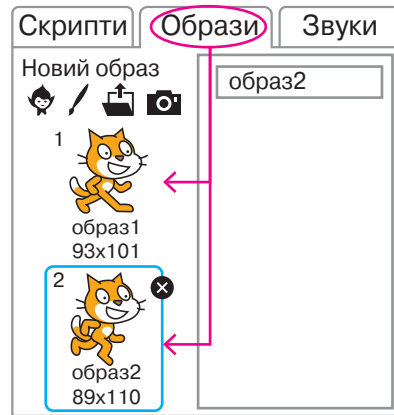 Скрипти Образи Звуки
Новий образ
образ2
1
образ1
93x101
2
образ2
89x110